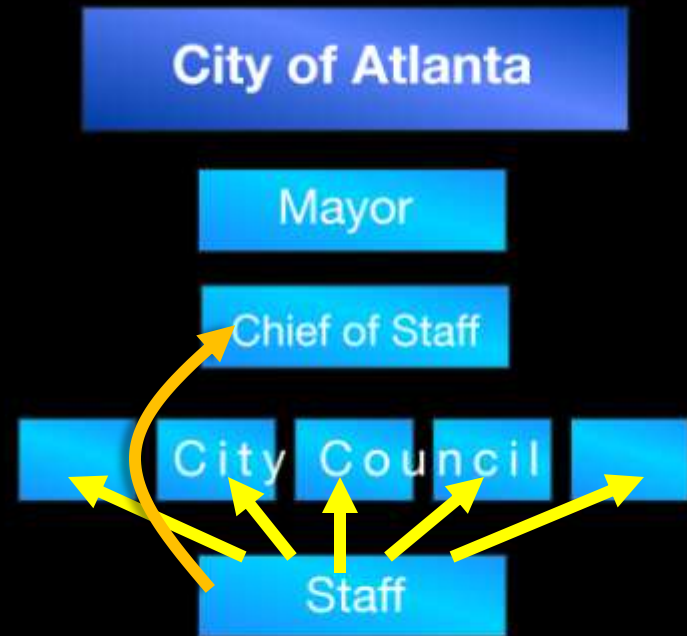 City of Atlanta
Mayor
Chief of Staff
City Council
Staff